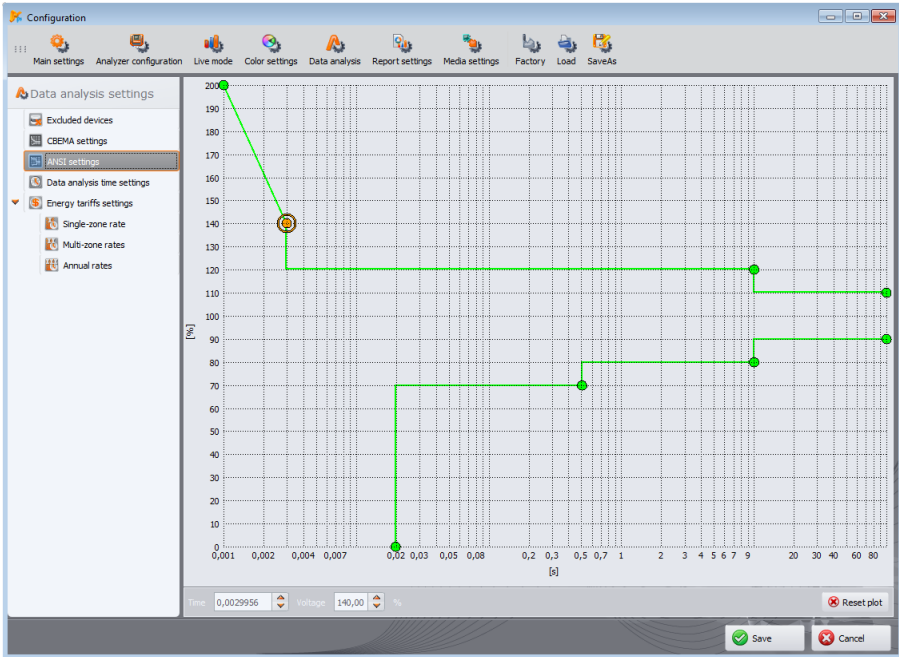 Configuration
Main settings Analyzer configuration Live mode Color settings Data analysis Report settings Media settings Factory Load SaveAs
Data analysis settings
Excluded devices
CBEMA settings
ANSI settings
Data analysis time settings
Energy tariffs settings
Single-zone rate
Multi-zone rates
Annual rates
200
190
180
170
160
150
140
130
120
110
100
90
80
70
60
50
40
30
20
10
0
[%]
0,001 0,002 0,004 0,007 0,02 0,03 0,05 0,08 0,2 0,3 0,5 0,7 1 2 3 4 5 6 7 9 20 30 40 60 80
[s]
Time 0,0029956 Voltage 140,00 % Reset plot
Save Cancel